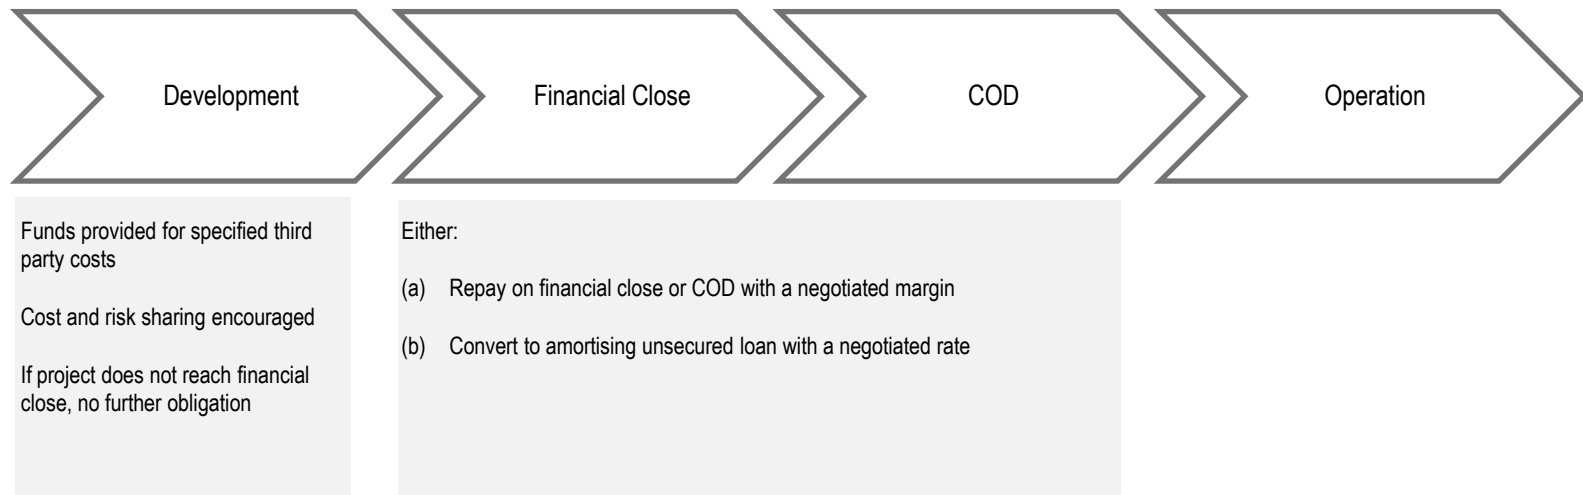 Development
Financial Close
COD
Operation
Funds provided for specified third
party costs
Cost and risk sharing encouraged
If project does not reach financial
close, no further obligation
Either:
(a) Repay on financial close or COD with a negotiated margin
(b) Convert to amortising unsecured loan with a negotiated rate